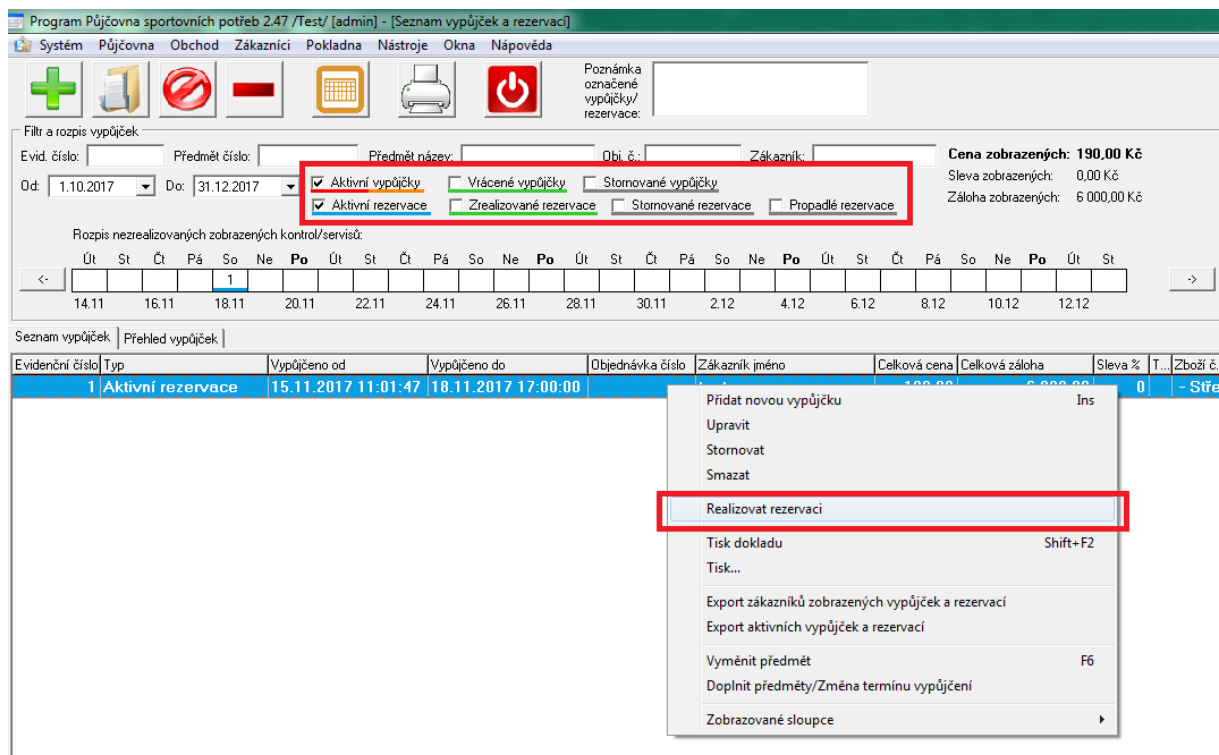 Program Půjčovna sportovních potřeb 2.47 /Test/ [admin] - [Seznam vypůjček a rezervací]
Systém Půjčovna Obchod Zákazníci Pokladna Nástroje Okna Nápověda
Poznámka
označené
vypůjčky/
rezervace:
Filtr a rozpis vypůjček
Evid. číslo: Předmět číslo: Předmět název: Obj. č.: Zákazník: Cena zobrazených: 190,00 Kč
Od: 1.10.2017 Do: 31.12.2017 Aktivní vypůjčky Vrácené vypůjčky Stornované vypůjčky Sleva zobrazených: 0,00 Kč
Aktivní rezervace Zrealizované rezervace Stornované rezervace Propadlé rezervace Záloha zobrazených: 6 000,00 Kč
Rozpis nezrealizovaných zobrazených kontrol/servisů:
Út St Čt Pá So Ne Po Út St Čt Pá So Ne Po Út St Čt Pá So Ne Po Út St Čt Pá So Ne Po Út St
<- 1 ->
14.11 16.11 18.11 20.11 22.11 24.11 26.11 28.11 30.11 2.12 4.12 6.12 8.12 10.12 12.12
Seznam vypůjček Přehled vypůjček
Evidenční číslo Typ Vypůjčeno od Vypůjčeno do Objednávka číslo Zákazník jméno Celková cena Celková záloha Sleva % T... Zboží č.
1 Aktivní rezervace 15.11.2017 11:01:47 18.11.2017 17:00:00 0 - Stře
Přidat novou vypůjčku Ins
Upravit
Stornovat
Smazat
Realizovat rezervaci
Tisk dokladu Shift+F2
Tisk...
Export zákazníků zobrazených vypůjček a rezervací
Export aktivních vypůjček a rezervací
Vyměnit předmět F6
Doplnit předměty/Změna termínu vypůjčení
Zobrazované sloupce